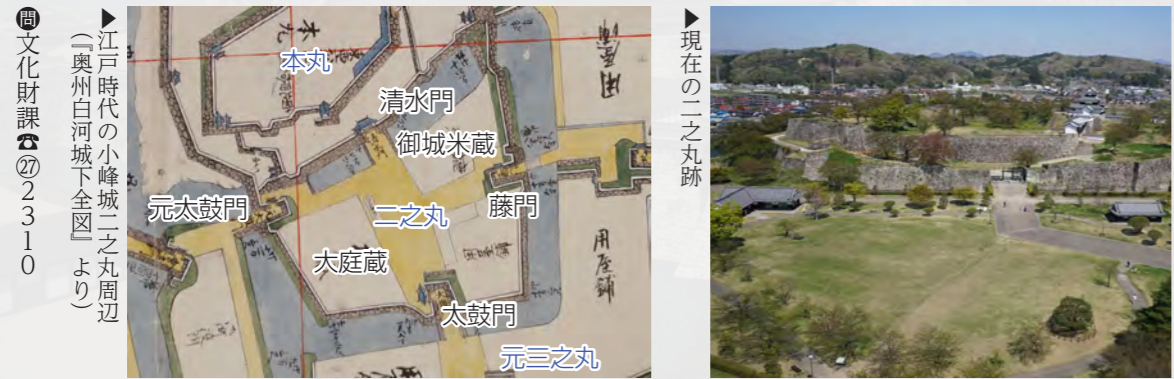 ▶現在の二之丸跡
本丸
清水門
御城米蔵
藤門
二之丸
元太鼓門
大庭蔵
太鼓門
元三之丸
用屋鋪
▶江戸時代の小峰城二之丸周辺
(『奥州白河城下全図』より)
問文化財課☎㉗2310